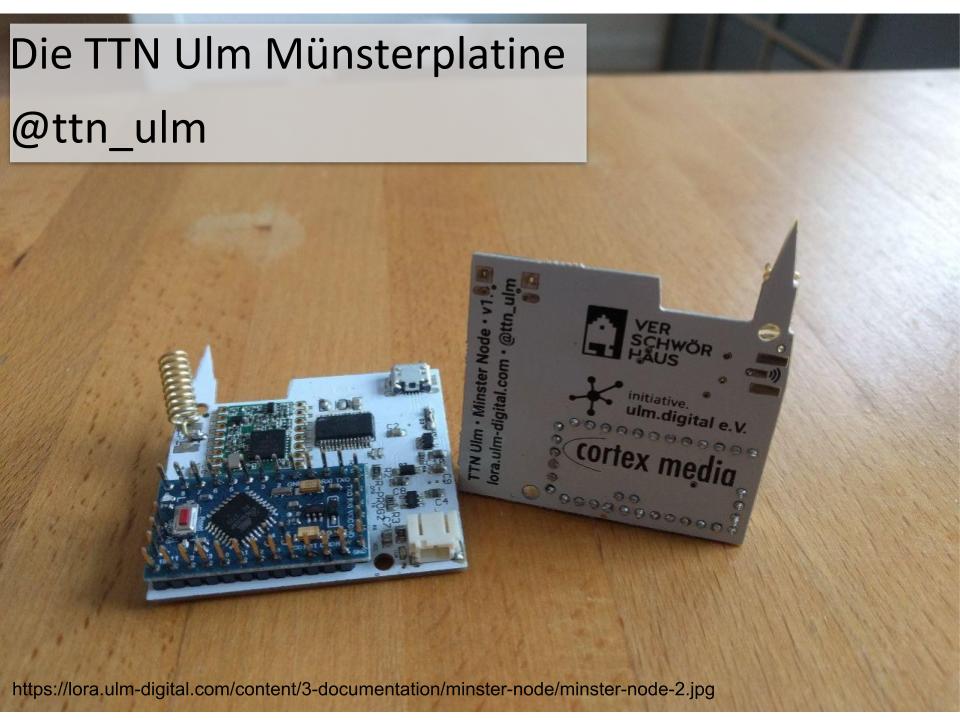 Die TTN Ulm Münsterplatine
@ttn_ulm
TTN Ulm • Minster Node • v1.
lora.ulm-digital.com • @ttn_ulm
VER
SCHWÖR
HAUS
initiative.
ulm.digital e.V.
cortex media
https://lora.ulm-digital.com/content/3-documentation/minster-node/minster-node-2.jpg